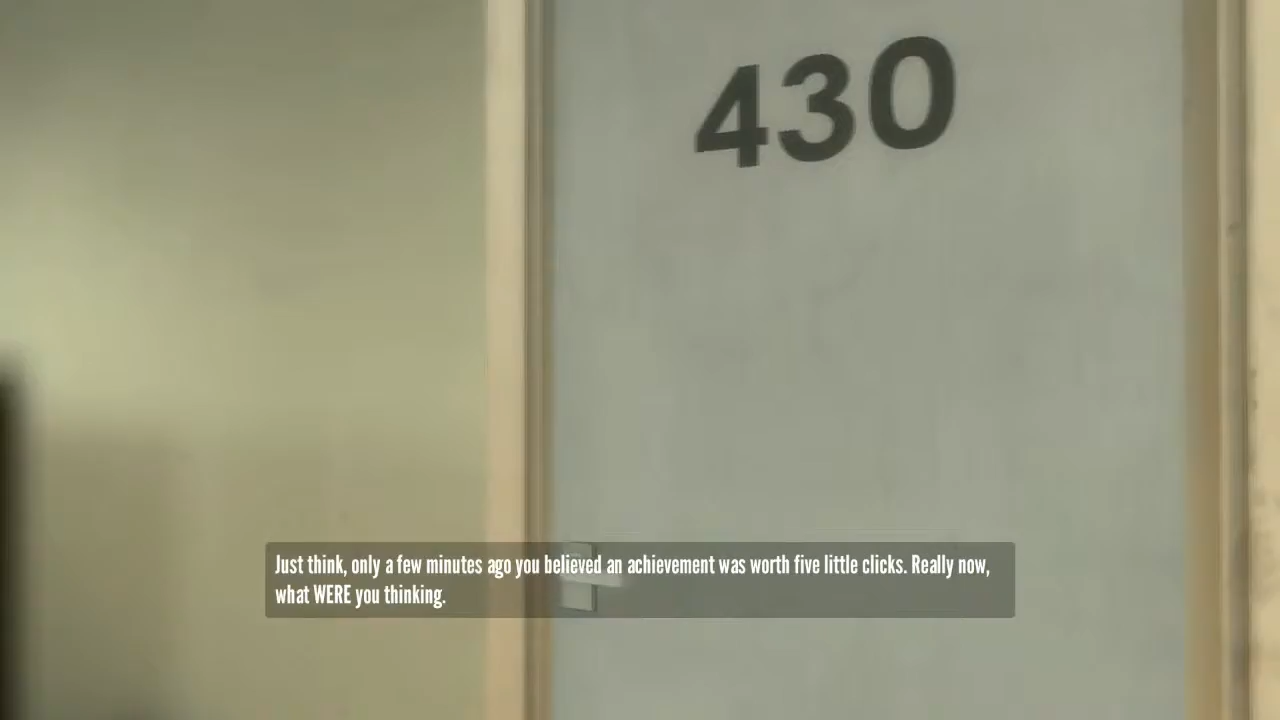 430
Just think, only a few minutes ago you believed an achievement was worth five little clicks. Really now,
what WERE you thinking.